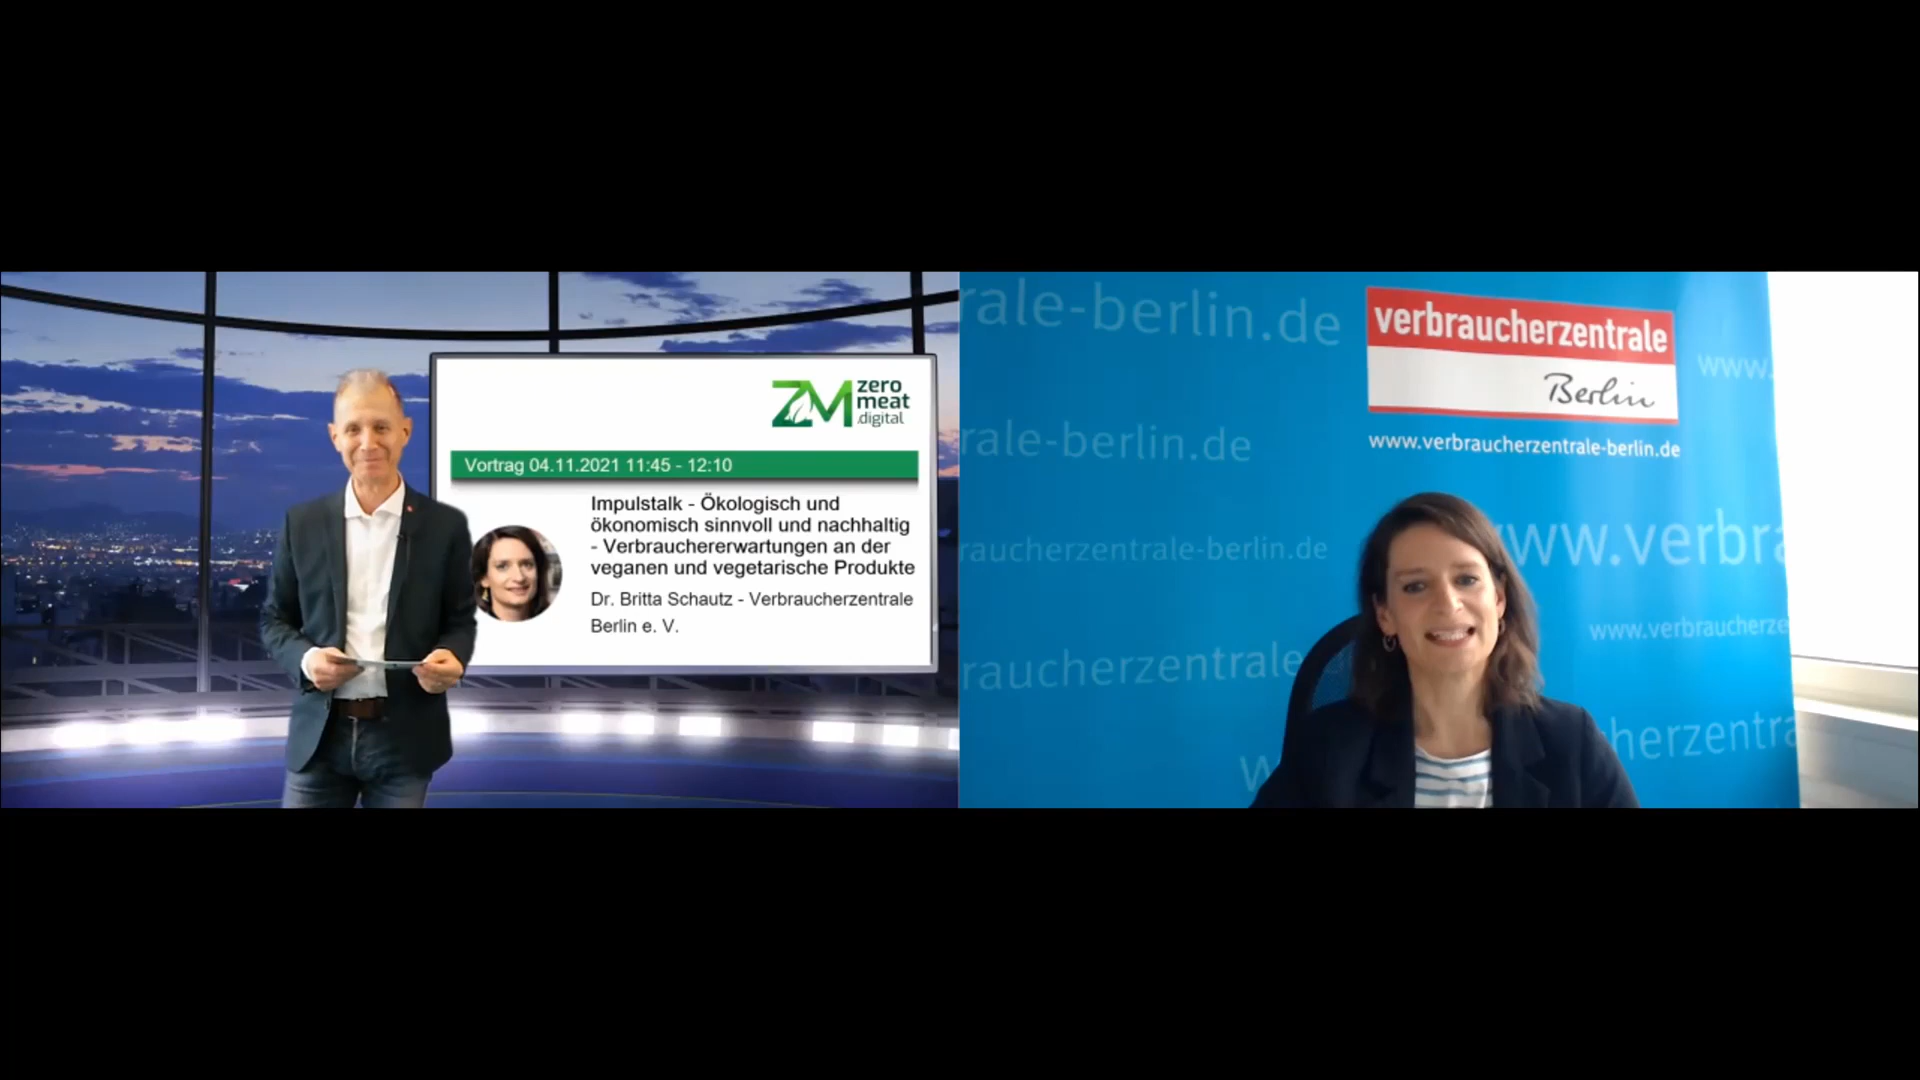 zero
meat
.digital
Vortrag 04.11.2021 11:45 - 12:10
Impulstalk - Ökologisch und
ökonomisch sinnvoll und nachhaltig
- Verbrauchererwartungen an der
veganen und vegetarische Produkte
Dr. Britta Schautz - Verbraucherzentrale
Berlin e. V.
rale-berlin.de
verbraucherzentrale
Berlin
www.verbraucherzentrale-berlin.de
www.
rale-berlin.de
raucherzentrale-berlin.de
www.verbra
www.verbraucherze
raucherzentrale
herzentra
w